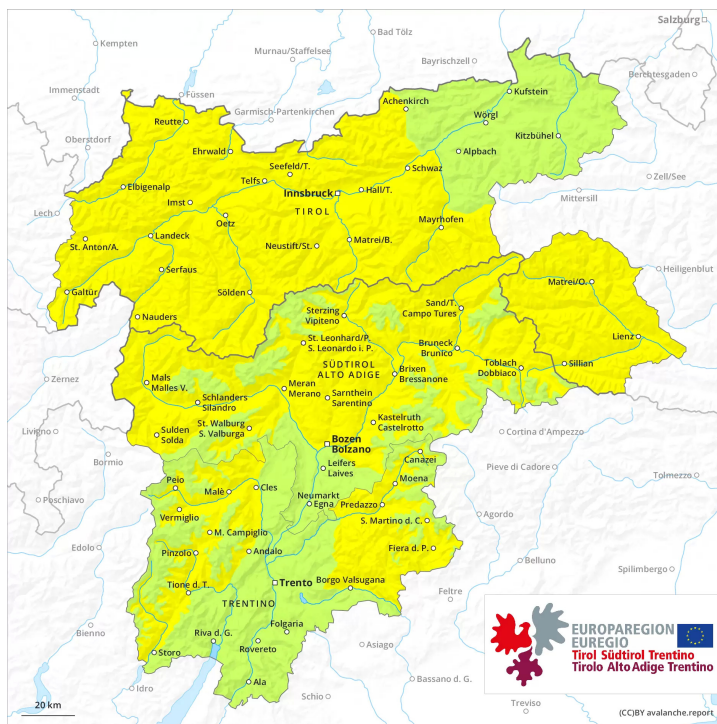 Salzburg
Kempten
Bad Tölz
Murnau/Staffelsee
Bayrischzell
Berchtesgaden
Immenstadt
Füssen
Garmisch-Partenkirchen
Kufstein
Achenkirch
Reutte
Wörgl
Oberstdorf
Ehrwald
Kitzbühel
Alpbach
Seefeld/T.
Schwaz
Zell/See
Telfs
Elbigenalp
Innsbruck
Hall/T.
Mittersill
Imst
TIROL
Lech
Oetz
Mayrhofen
St. Anton/A.
Landeck
Neustift/St.
Matrei/B.
Serfaus
Heiligenblut
Galtür
Sölden
Matrei/O.
Nauders
Sterzing
Vipiteno
Sand/T.
Campo Tures
Lienz
St. Leonhard/P.
S. Leonardo i. P.
Bruneck
Brunico
Toblach
Dobbiaco
Sillian
SÜDTIROL
ALTO ADIGE
Brixen
Bressanone
Zernez
Mals
Malles V.
Meran
Merano
Sarnthein
Sarentino
Schlanders
Silandro
Kastelruth
Castelrotto
St. Walburg
S. Valburga
Livigno
Sulden
Solda
Bozen
Bolzano
Cortina d'Ampezzo
Bormio
Canazei
Leifers
Laives
Pieve di Cadore
Tolmezzo
Peio
Moena
Malè
Cles
Neumarkt
Egna
Poschiavo
Predazzo
Vermiglio
Agordo
S. Martino d. C.
M. Campiglio
Edolo
Pinzolo
Andalo
Fiera d. P.
Belluno
Spilimbergo
Tione d. T.
Trento
Borgo Valsugana
Feltre
TRENTINO
Bienno
Folgaria
Riva d. G.
Rovereto
Asiago
Storo
Bassano d. G.
Idro
Ala
Schio
Treviso
EUROPAREGION
EUREGIO
Tirol Südtirol Trentino
Tirolo Alto Adige Trentino
20 km
(CC)BY avalanche.report